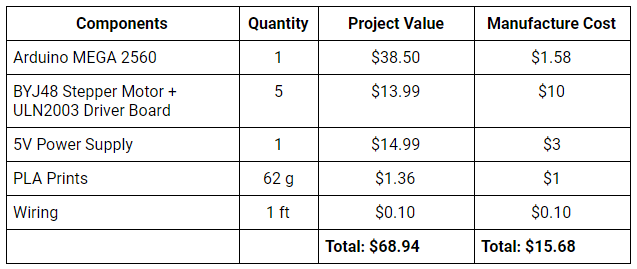 Components Quantity Project Value Manufacture Cost
Arduino MEGA 2560 1 $38.50 $1.58
BYJ48 Stepper Motor + 5 $13.99 $10
ULN2003 Driver Board
5V Power Supply 1 $14.99 $3
PLA Prints 62 g $1.36 $1
Wiring 1 ft $0.10 $0.10
Total: $68.94 Total: $15.68